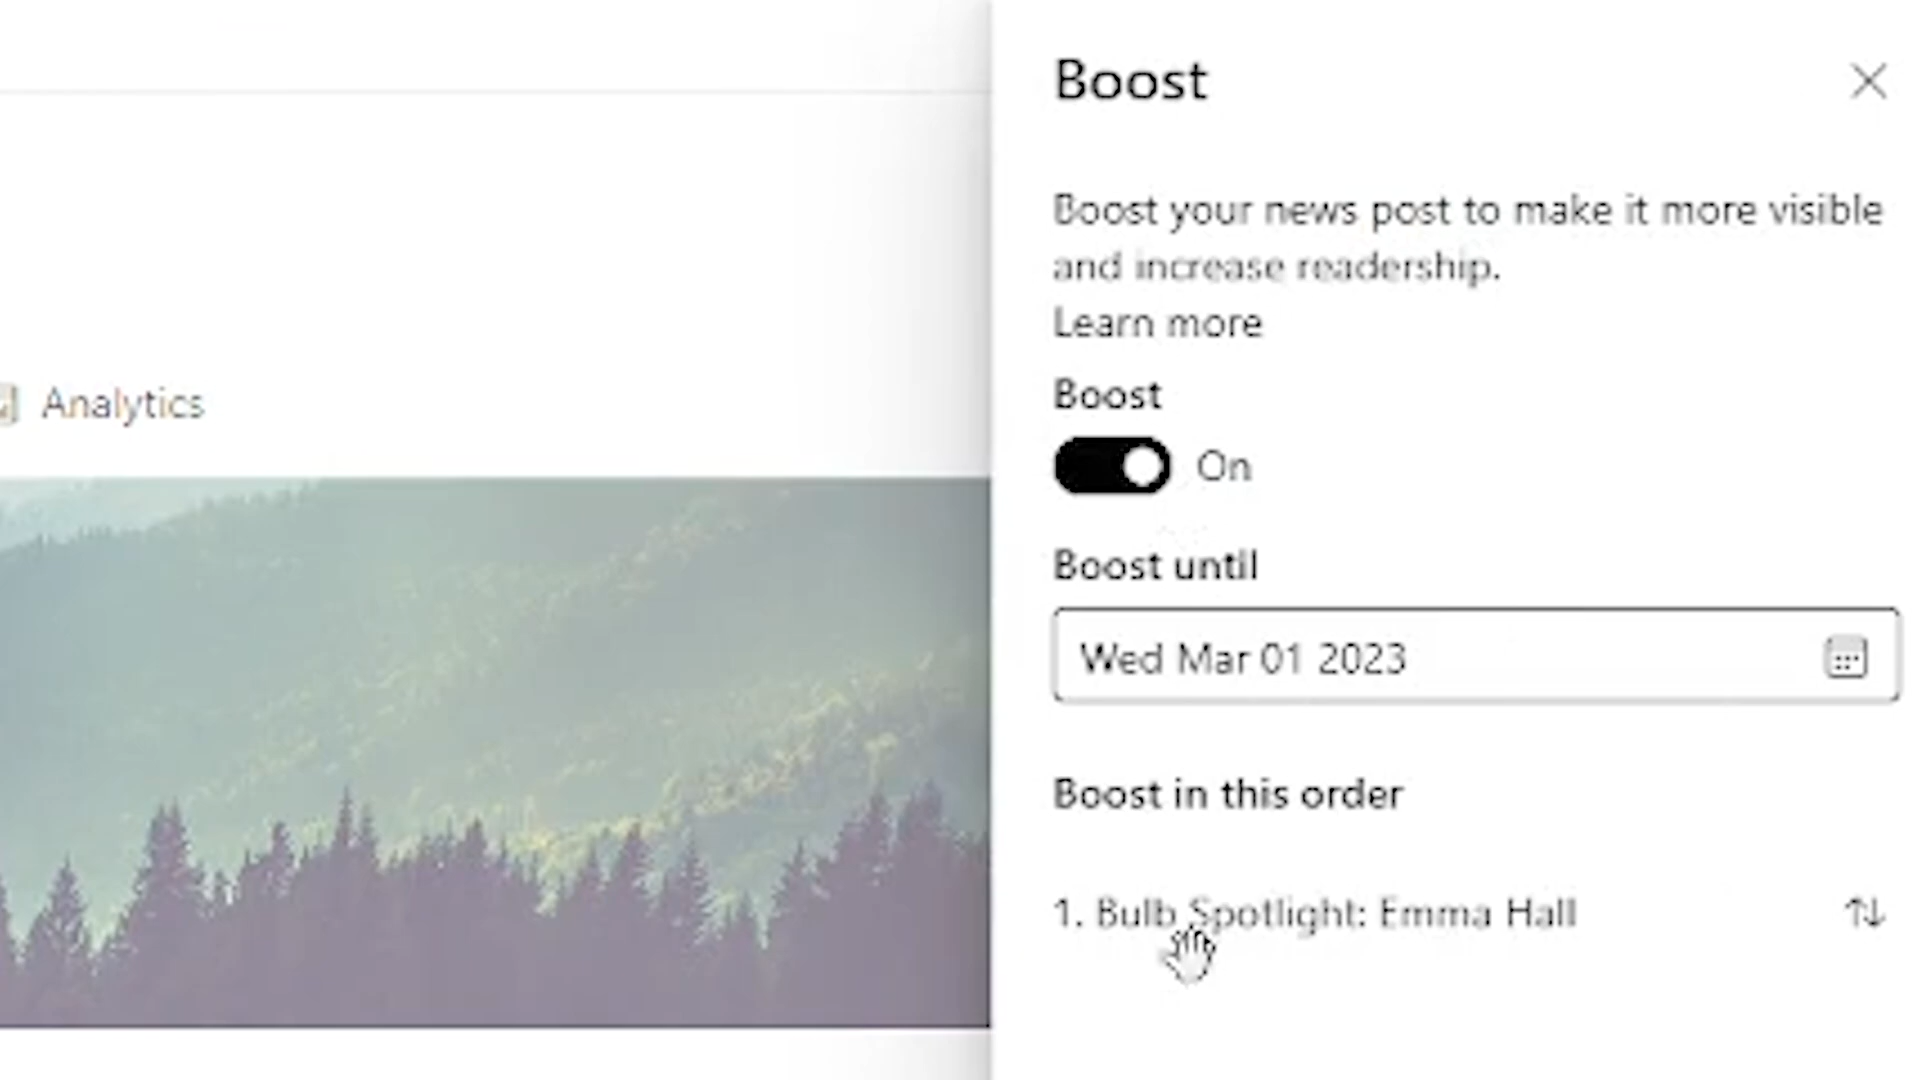 Boost
Boost your news post to make it more visible
and increase readership.
Learn more
Boost
On
Boost until
Wed Mar 01 2023
Boost in this order
1. Bulb Spotlight: Emma Hall
Analytics